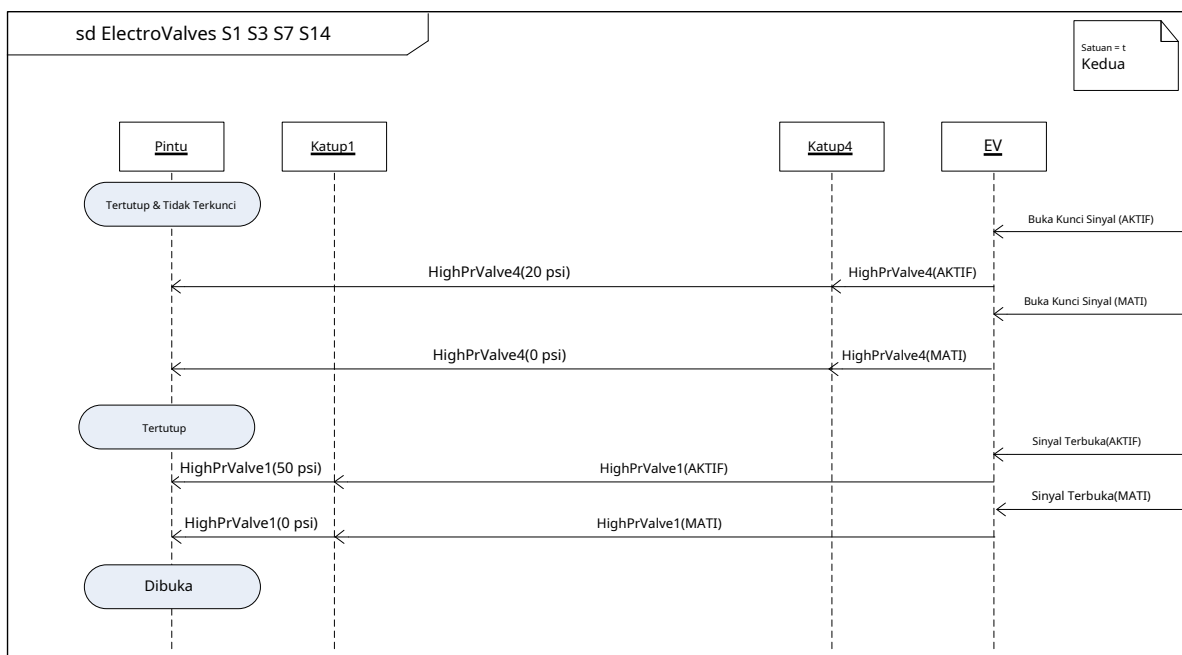 sd ElectroValves S1 S3 S7 S14
Satuan = t
Kedua
Pintu
Katup1
Katup4
EV
Tertutup & Tidak Terkunci
Buka Kunci Sinyal (AKTIF)
HighPrValve4(20 psi)
HighPrValve4(AKTIF)
Buka Kunci Sinyal (MATI)
HighPrValve4(0 psi)
HighPrValve4(MATI)
Tertutup
Sinyal Terbuka(AKTIF)
HighPrValve1(50 psi)
HighPrValve1(AKTIF)
Sinyal Terbuka(MATI)
HighPrValve1(0 psi)
HighPrValve1(MATI)
Dibuka